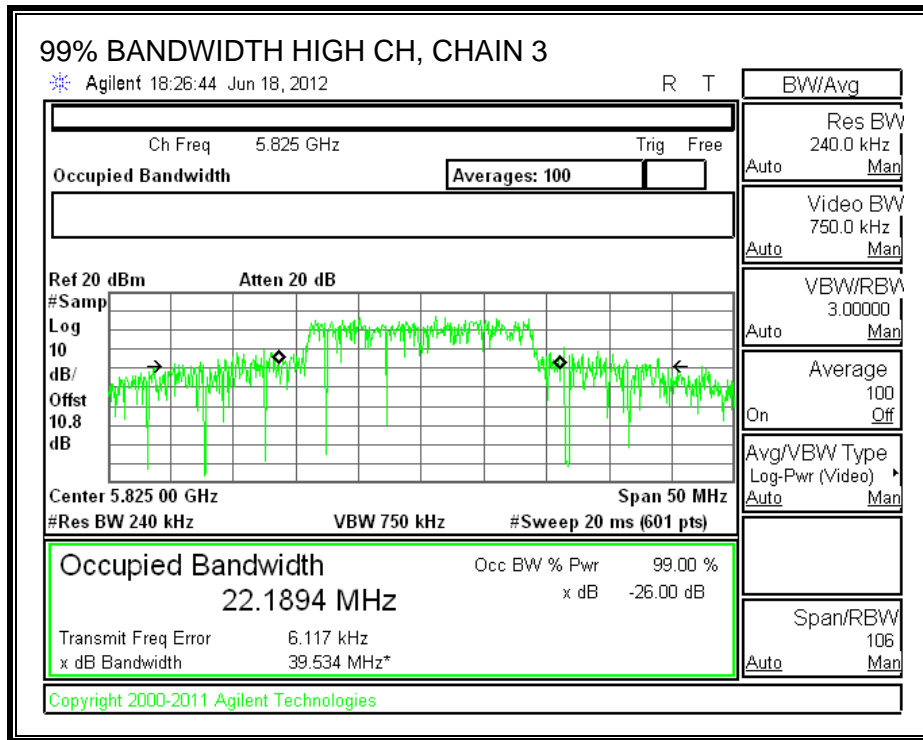 99% BANDWIDTH HIGH CH, CHAIN 3
Agilent 18:26:44 Jun 18, 2012 R T
Ch Freq 5.825 GHz Trig Free
Occupied Bandwidth Averages: 100
Ref 20 dBm Atten 20 dB
#Samp
Log
10
dB/
Offst
10.8
dB
Center 5.825 00 GHz Span 50 MHz
#Res BW 240 kHz VBW 750 kHz #Sweep 20 ms (601 pts)
Occupied Bandwidth
22.1894 MHz
Occ BW % Pwr 99.00 %
x dB -26.00 dB
Transmit Freq Error 6.117 kHz
x dB Bandwidth 39.534 MHz*
Copyright 2000-2011 Agilent Technologies
BW/Avg
Res BW
240.0 kHz
Auto Man
Video BW
750.0 kHz
Auto Man
VBW/RBW
3.00000
Auto Man
Average
100
On Off
Avg/VBW Type
Log-Pwr (Video)
Auto Man
Span/RBW
106
Auto Man